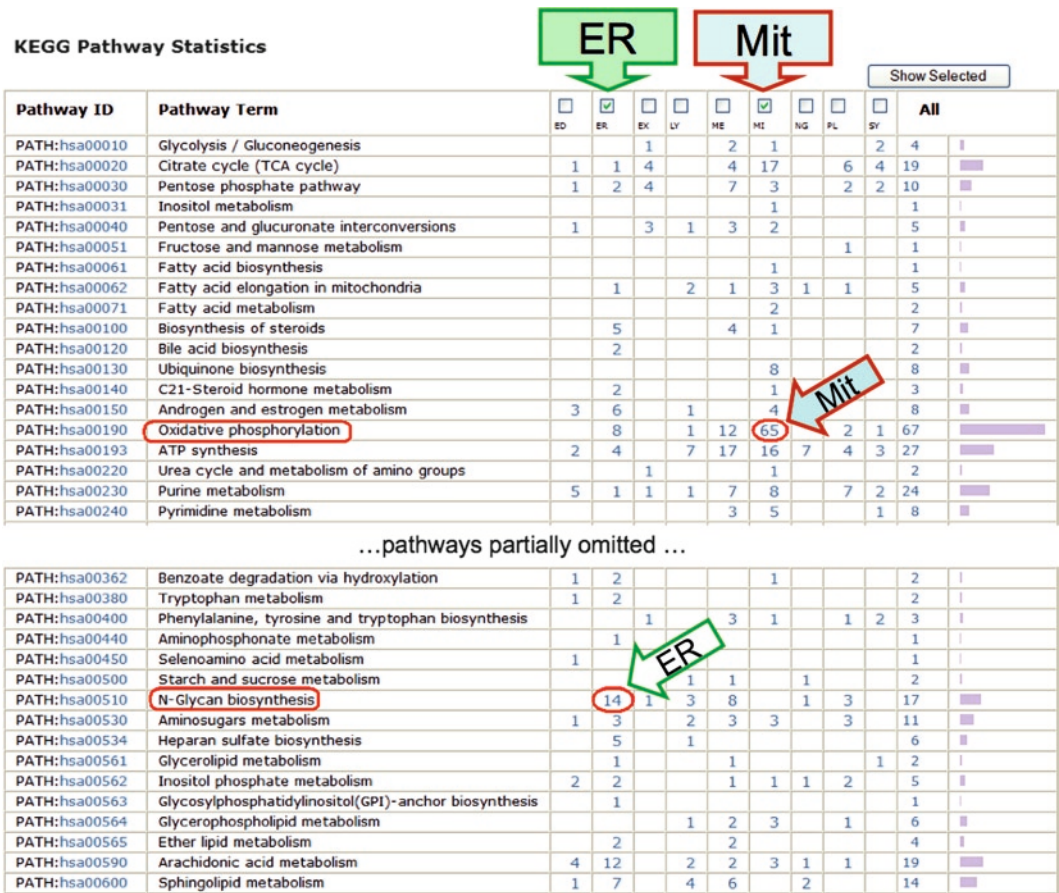 KEGG Pathway Statistics
ER
Mit
Show Selected
Pathway ID Pathway Term ED ER EX LY ME MI NG PL SY All
PATH:hsa00010 Glycolysis / Gluconeogenesis 1 2 1 2 4
PATH:hsa00020 Citrate cycle (TCA cycle) 1 1 4 4 17 6 4 19
PATH:hsa00030 Pentose phosphate pathway 1 2 4 7 3 2 2 10
PATH:hsa00031 Inositol metabolism 1 1
PATH:hsa00040 Pentose and glucuronate interconversions 1 3 1 3 2 5
PATH:hsa00051 Fructose and mannose metabolism 1 1
PATH:hsa00061 Fatty acid biosynthesis 1 1
PATH:hsa00062 Fatty acid elongation in mitochondria 1 2 1 3 1 1 5
PATH:hsa00071 Fatty acid metabolism 2 2
PATH:hsa00100 Biosynthesis of steroids 5 4 1 7
PATH:hsa00120 Bile acid biosynthesis 2 2
PATH:hsa00130 Ubiquinone biosynthesis 8 8
PATH:hsa00140 C21-Steroid hormone metabolism 2 1 3
Mit
PATH:hsa00150 Androgen and estrogen metabolism 3 6 1 4 8
PATH:hsa00190 Oxidative phosphorylation 8 1 12 65 2 1 67
PATH:hsa00193 ATP synthesis 2 4 7 17 16 7 4 3 27
PATH:hsa00220 Urea cycle and metabolism of amino groups 1 1 2
PATH:hsa00230 Purine metabolism 5 1 1 1 7 8 7 2 24
PATH:hsa00240 Pyrimidine metabolism 3 5 1 8
...pathways partially omitted ...
PATH:hsa00362 Benzoate degradation via hydroxylation 1 2 1 2
PATH:hsa00380 Tryptophan metabolism 1 2 2
PATH:hsa00400 Phenylalanine, tyrosine and tryptophan biosynthesis 1 3 1 1 2 3
PATH:hsa00440 Aminophosphonate metabolism 1 1
PATH:hsa00450 Selenoamino acid metabolism 1 1
ER
PATH:hsa00500 Starch and sucrose metabolism 1 1 1 2
PATH:hsa00510 N-Glycan biosynthesis 14 1 3 8 1 3 17
PATH:hsa00530 Aminosugars metabolism 1 3 2 3 3 3 11
PATH:hsa00534 Heparan sulfate biosynthesis 5 1 6
PATH:hsa00561 Glycerolipid metabolism 1 1 1 2
PATH:hsa00562 Inositol phosphate metabolism 2 2 1 1 1 2 5
PATH:hsa00563 Glycosylphosphatidylinositol(GPI)-anchor biosynthesis 1 1
PATH:hsa00564 Glycerophospholipid metabolism 1 2 3 1 6
PATH:hsa00565 Ether lipid metabolism 2 2 4
PATH:hsa00590 Arachidonic acid metabolism 4 12 2 2 3 1 1 19
PATH:hsa00600 Sphingolipid metabolism 1 7 4 6 2 14